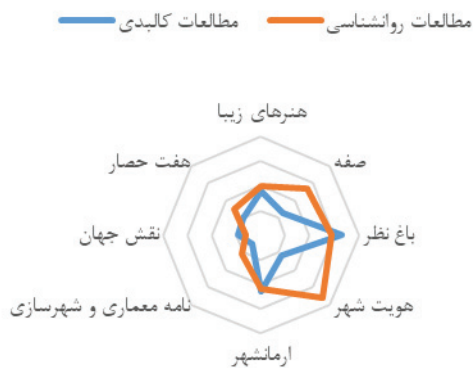 مطالعات روانشناسی
مطالعات کالبدی
هنرهای زیبا
صفه
هفت حصار
باغ نظر
نقش جهان
هویت شهر
نامه معماری و شهرسازی
ارمانشهر